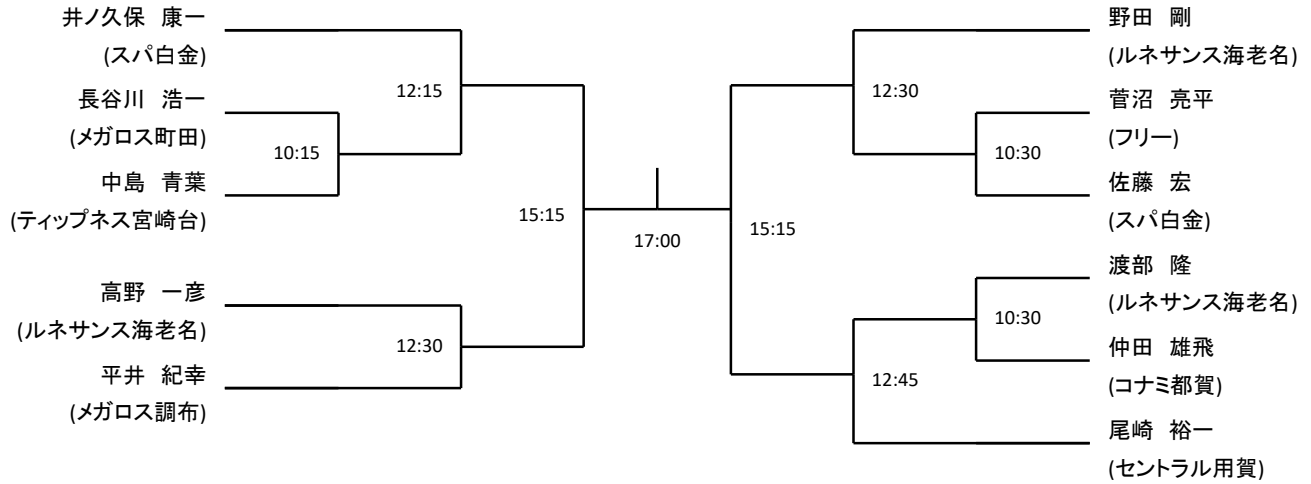 井ノ久保　康一
(スパ白金)
12:15
長谷川　浩一
(メガロス町田)
10:15
中島　青葉
(ティップネス宮崎台)
15:15
高野　一彦
(ルネサンス海老名)
12:30
平井　紀幸
(メガロス調布)
17:00
野田　剛
(ルネサンス海老名)
12:30
菅沼　亮平
(フリー)
10:30
佐藤　宏
(スパ白金)
15:15
渡部　隆
(ルネサンス海老名)
10:30
仲田　雄飛
(コナミ都賀)
12:45
尾崎　裕一
(セントラル用賀)